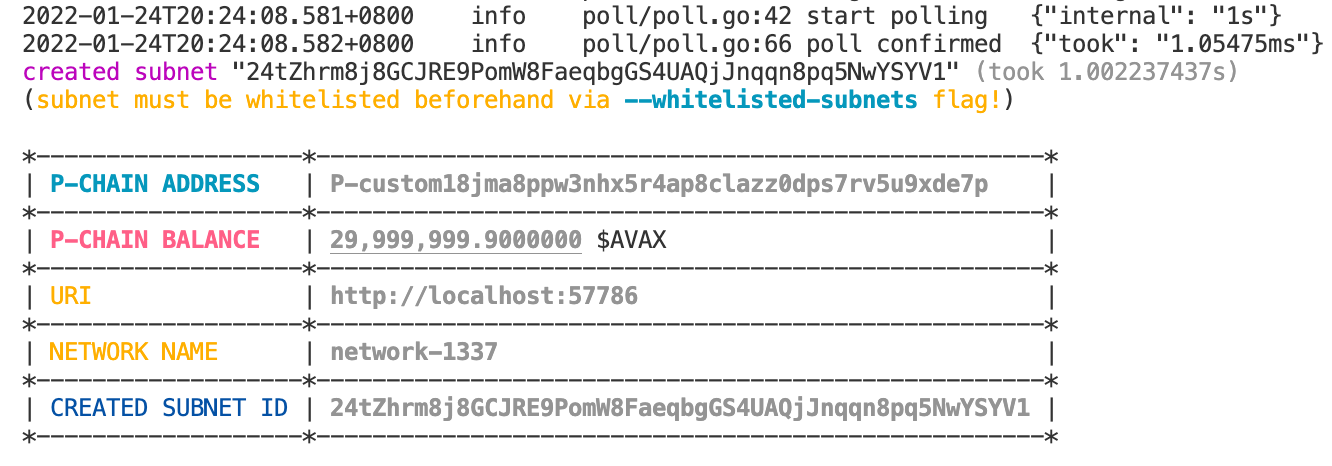 2022-01-24T20:24:08.581+0800    info    poll/poll.go:42 start polling   {"internal": "1s"}
2022-01-24T20:24:08.582+0800    info    poll/poll.go:66 poll confirmed  {"took": "1.05475ms"}
created subnet "24tZhrm8j8GCJRE9PomW8FaeqbgGS4UAQjJnqqn8pq5NwYSYV1" (took 1.002237437s)
(subnet must be whitelisted beforehand via --whitelisted-subnets flag!)
*-------------------*----------------------------------------------------*
| P-CHAIN ADDRESS   | P-custom18jma8ppw3nhx5r4ap8clazz0dps7rv5u9xde7p    |
*-------------------*----------------------------------------------------*
| P-CHAIN BALANCE   | 29,999,999.9000000 $AVAX                           |
*-------------------*----------------------------------------------------*
| URI               | http://localhost:57786                             |
*-------------------*----------------------------------------------------*
| NETWORK NAME      | network-1337                                       |
*-------------------*----------------------------------------------------*
| CREATED SUBNET ID | 24tZhrm8j8GCJRE9PomW8FaeqbgGS4UAQjJnqqn8pq5NwYSYV1 |
*-------------------*----------------------------------------------------*